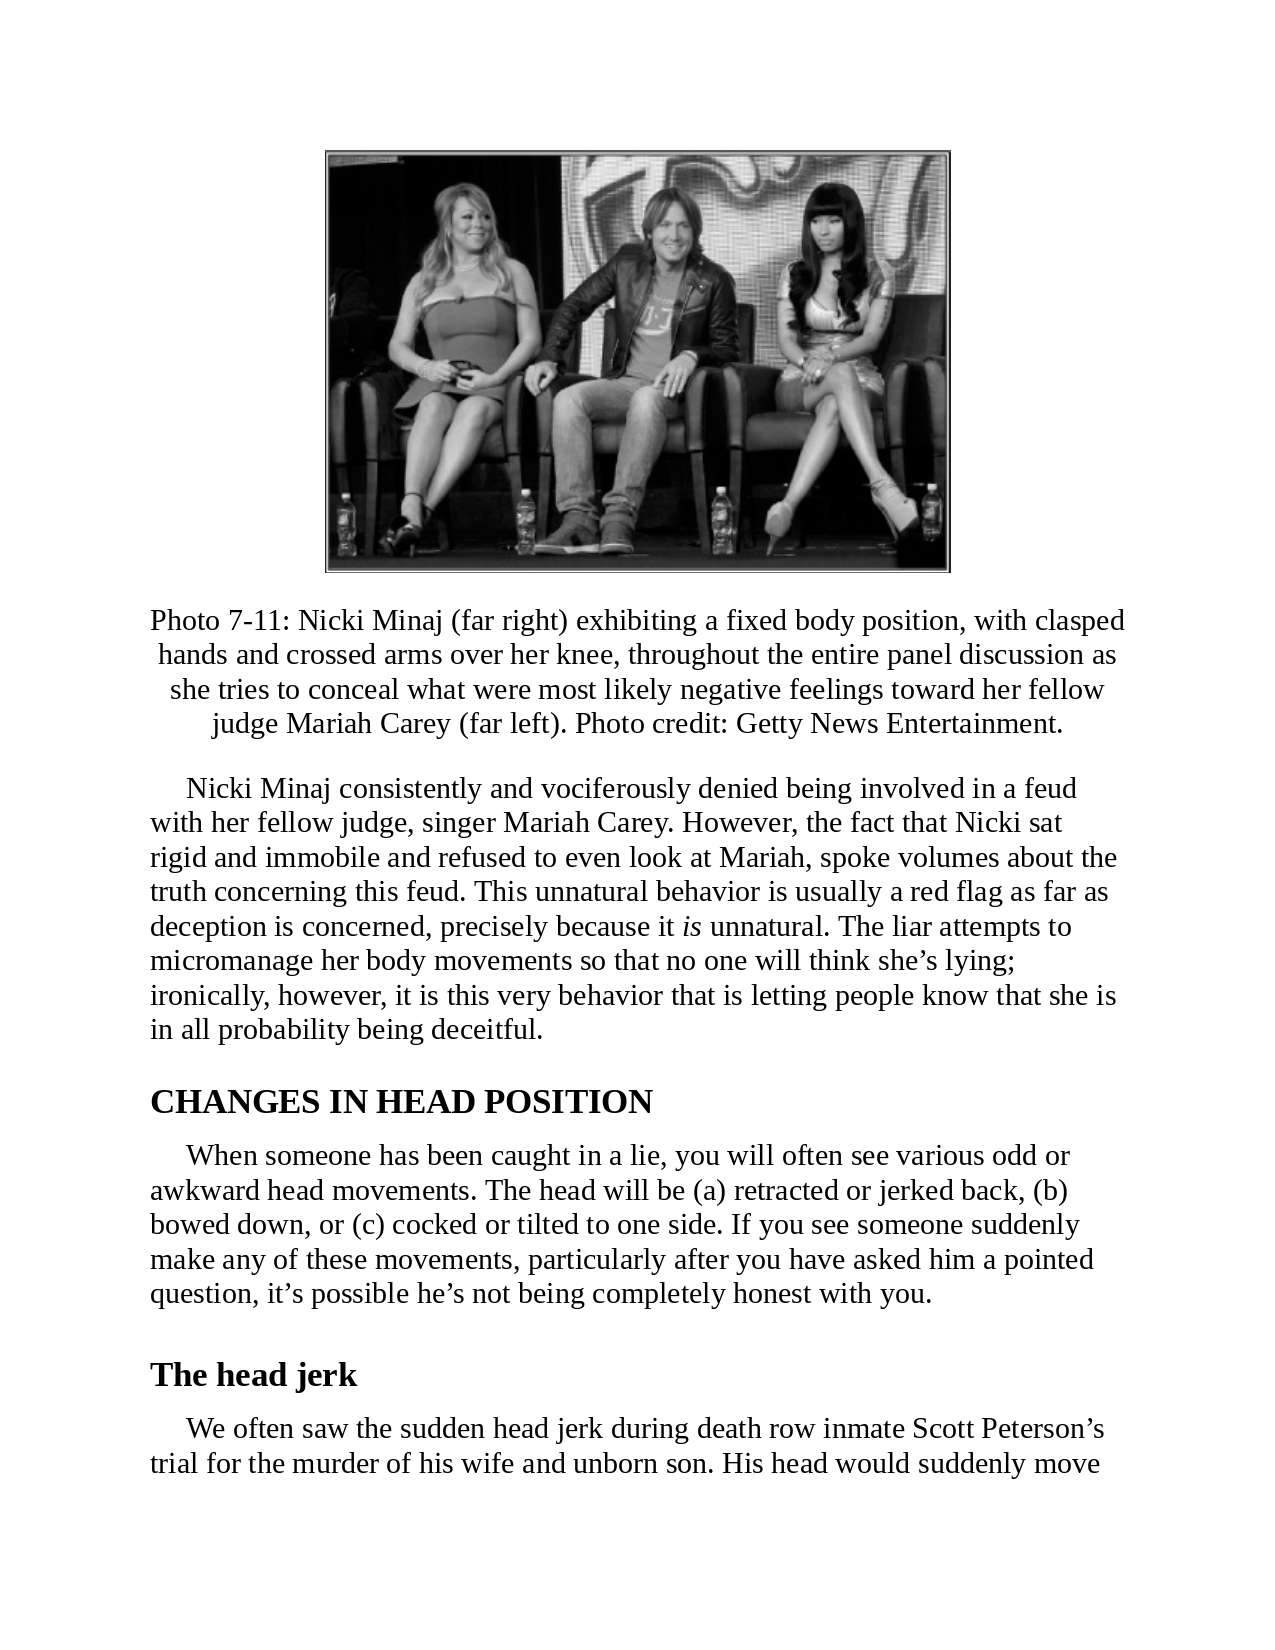 Photo 7-11: Nicki Minaj (far right) exhibiting a fixed body position, with clasped
hands and crossed arms over her knee, throughout the entire panel discussion as
she tries to conceal what were most likely negative feelings toward her fellow
judge Mariah Carey (far left). Photo credit: Getty News Entertainment.
Nicki Minaj consistently and vociferously denied being involved in a feud
with her fellow judge, singer Mariah Carey. However, the fact that Nicki sat
rigid and immobile and refused to even look at Mariah, spoke volumes about the
truth concerning this feud. This unnatural behavior is usually a red flag as far as
deception is concerned, precisely because it is unnatural. The liar attempts to
micromanage her body movements so that no one will think she’s lying;
ironically, however, it is this very behavior that is letting people know that she is
in all probability being deceitful.
CHANGES IN HEAD POSITION
When someone has been caught in a lie, you will often see various odd or
awkward head movements. The head will be (a) retracted or jerked back, (b)
bowed down, or (c) cocked or tilted to one side. If you see someone suddenly
make any of these movements, particularly after you have asked him a pointed
question, it’s possible he’s not being completely honest with you.
The head jerk
We often saw the sudden head jerk during death row inmate Scott Peterson’s
trial for the murder of his wife and unborn son. His head would suddenly move